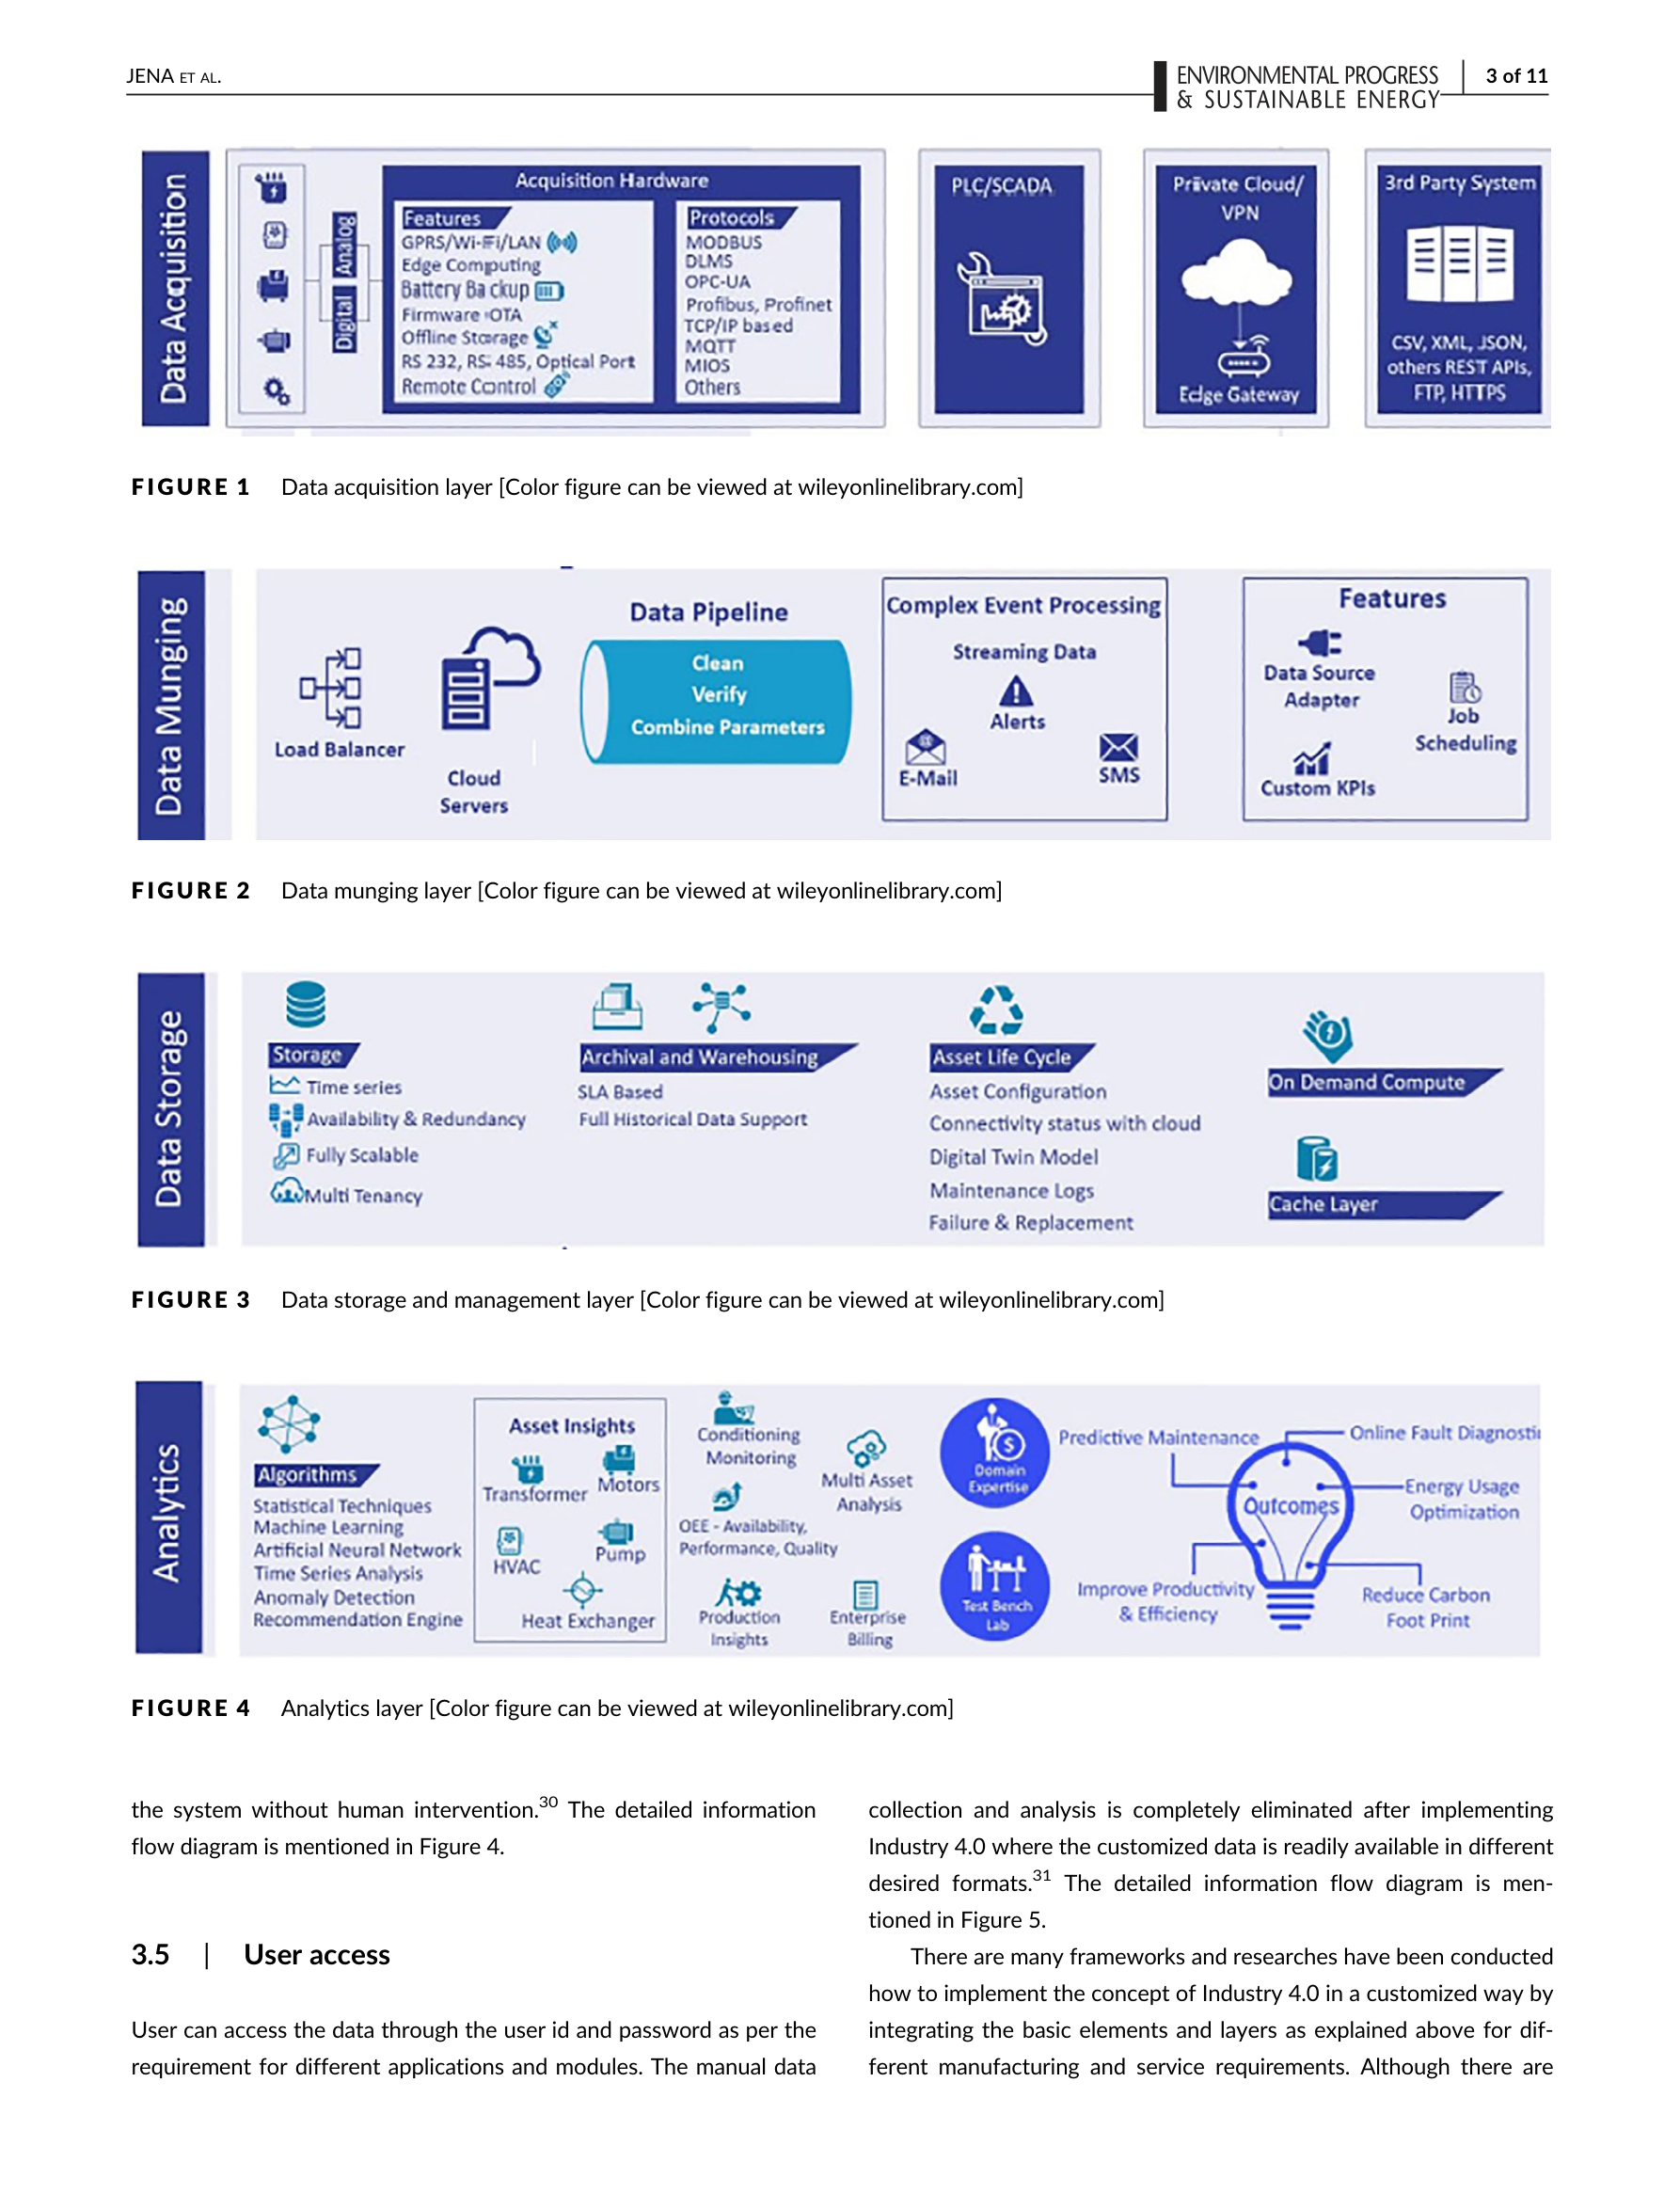 JENA ET AL.
ENVIRONMENTAL PROGRESS
& SUSTAINABLE ENERGY
3 of 11
Data Acquisition
Digital Analog
Acquisition Hardware
Features
GPRS/Wi-Fi/LAN
Edge Computing
Battery Backup
Firmware OTA
Offline Storage
RS 232, RS 485, Optical Port
Remote Control
Protocols
MODBUS
DLMS
OPC-UA
Profibus, Profinet
TCP/IP based
MQTT
MIOS
Others
PLC/SCADA
Private Cloud/
VPN
Edge Gateway
3rd Party System
CSV, XML, JSON,
others REST APIs,
FTP, HTTPS
FIGURE 1 Data acquisition layer [Color figure can be viewed at wileyonlinelibrary.com]
Data Munging
Load Balancer
Cloud
Servers
Data Pipeline
Clean
Verify
Combine Parameters
Complex Event Processing
Streaming Data
Alerts
E-Mail
SMS
Features
Data Source
Adapter
Job
Scheduling
Custom KPIs
FIGURE 2 Data munging layer [Color figure can be viewed at wileyonlinelibrary.com]
Data Storage
Storage
Time series
Availability & Redundancy
Fully Scalable
Multi Tenancy
Archival and Warehousing
SLA Based
Full Historical Data Support
Asset Life Cycle
Asset Configuration
Connectivity status with cloud
Digital Twin Model
Maintenance Logs
Failure & Replacement
On Demand Compute
Cache Layer
FIGURE 3 Data storage and management layer [Color figure can be viewed at wileyonlinelibrary.com]
Analytics
Algorithms
Statistical Techniques
Machine Learning
Artificial Neural Network
Time Series Analysis
Anomaly Detection
Recommendation Engine
Asset Insights
Transformer
Motors
HVAC
Pump
Heat Exchanger
Conditioning
Monitoring
Multi Asset
Analysis
OEE - Availability,
Performance, Quality
Production
Insights
Enterprise
Billing
Domain
Expertise
Test Bench
Lab
Predictive Maintenance
Online Fault Diagnosti
Outcomes
Energy Usage
Optimization
Improve Productivity
& Efficiency
Reduce Carbon
Foot Print
FIGURE 4 Analytics layer [Color figure can be viewed at wileyonlinelibrary.com]
the system without human intervention.30 The detailed information
flow diagram is mentioned in Figure 4.
3.5 | User access
User can access the data through the user id and password as per the
requirement for different applications and modules. The manual data
collection and analysis is completely eliminated after implementing
Industry 4.0 where the customized data is readily available in different
desired formats.31 The detailed information flow diagram is men-
tioned in Figure 5.
There are many frameworks and researches have been conducted
how to implement the concept of Industry 4.0 in a customized way by
integrating the basic elements and layers as explained above for dif-
ferent manufacturing and service requirements. Although there are